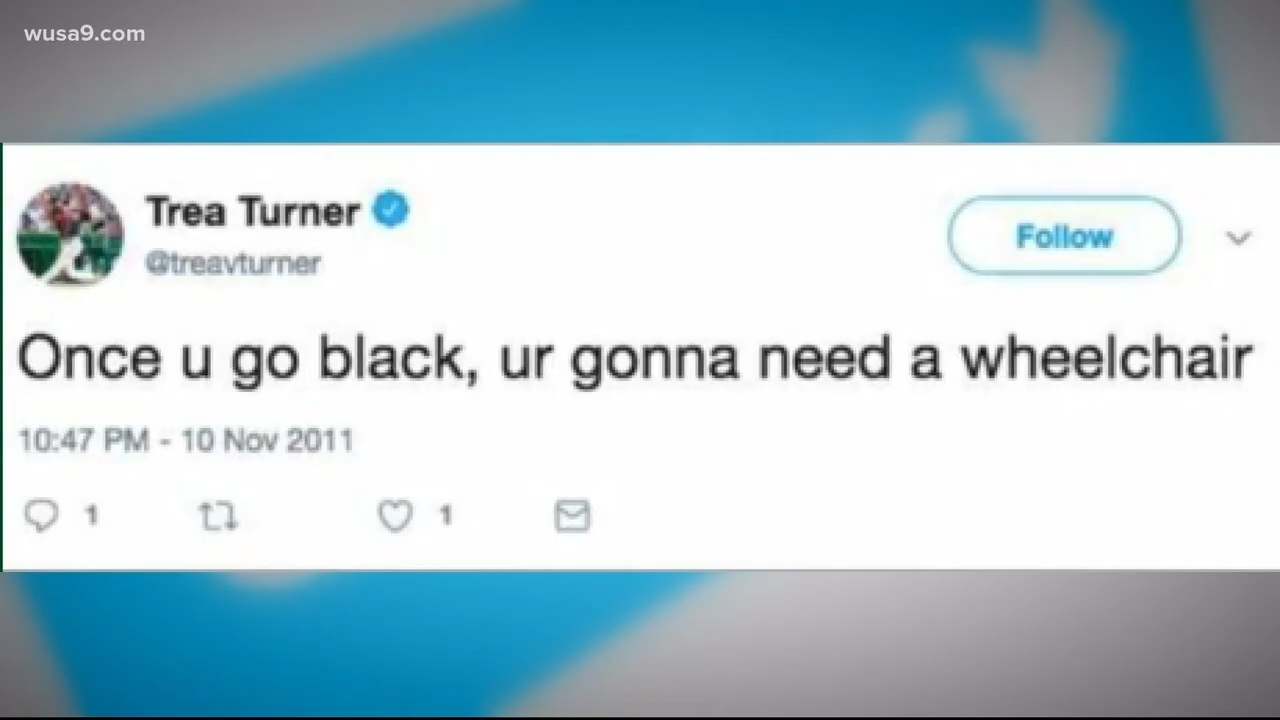 wusa9.com
Trea Turner
@treavturner
Follow
Once u go black, ur gonna need a wheelchair
10:47 PM - 10 Nov 2011
1 1